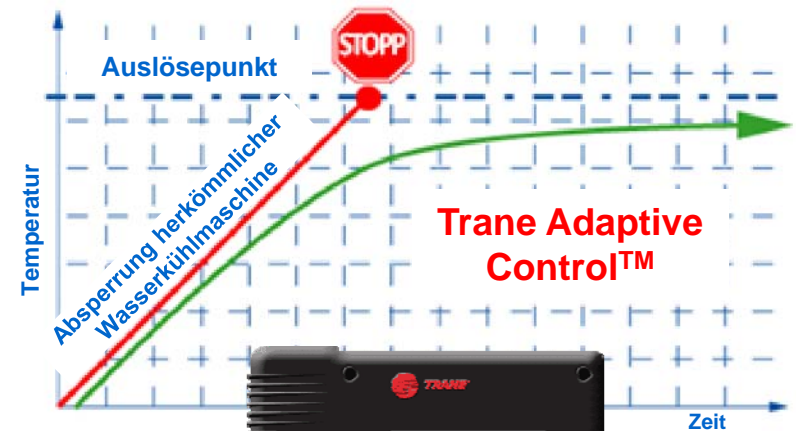 STOPP
Auslösepunkt
Temperatur
Absperrung herkömmlicher
Wasserkühlmaschine
Trane Adaptive
Control™
TRANE
Zeit